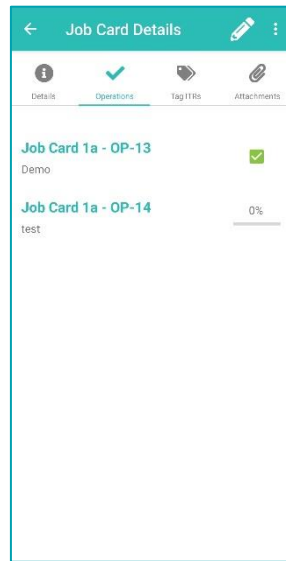 Job Card Details
Details Operations Tag ITRs Attachments
Job Card 1a - OP-13
Demo
Job Card 1a - OP-14
0%
test